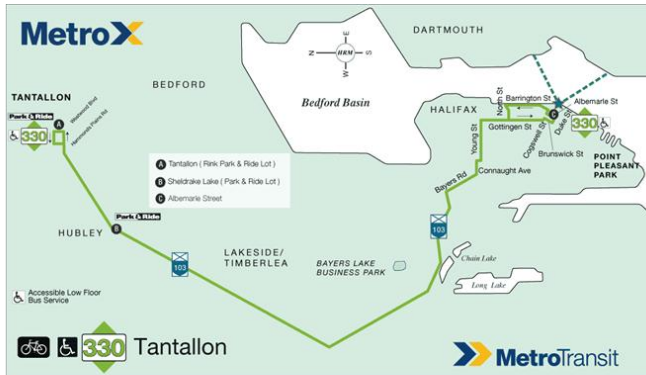 MetroX
DARTMOUTH
BEDFORD
N
E
S
W
HRM
Bedford Basin
TANTALLON
Park & Ride
330
A
Westwood Blvd
Hammonds Plains Rd
HALIFAX
North St
Barrington St
Albemarle St
C
330
Gottingen St
Cogswell St
Duke St
Brunswick St
POINT
PLEASANT
PARK
Young St
Connaught Ave
Bayers Rd
A Tantallon ( Rink Park & Ride Lot )
B Sheldrake Lake ( Park & Ride Lot )
C Albemarle Street
Park & Ride
B
HUBLEY
103
LAKESIDE/
TIMBERLEA
BAYERS LAKE
BUSINESS PARK
103
Chain Lake
Long Lake
Accessible Low Floor
Bus Service
330 Tantallon
MetroTransit